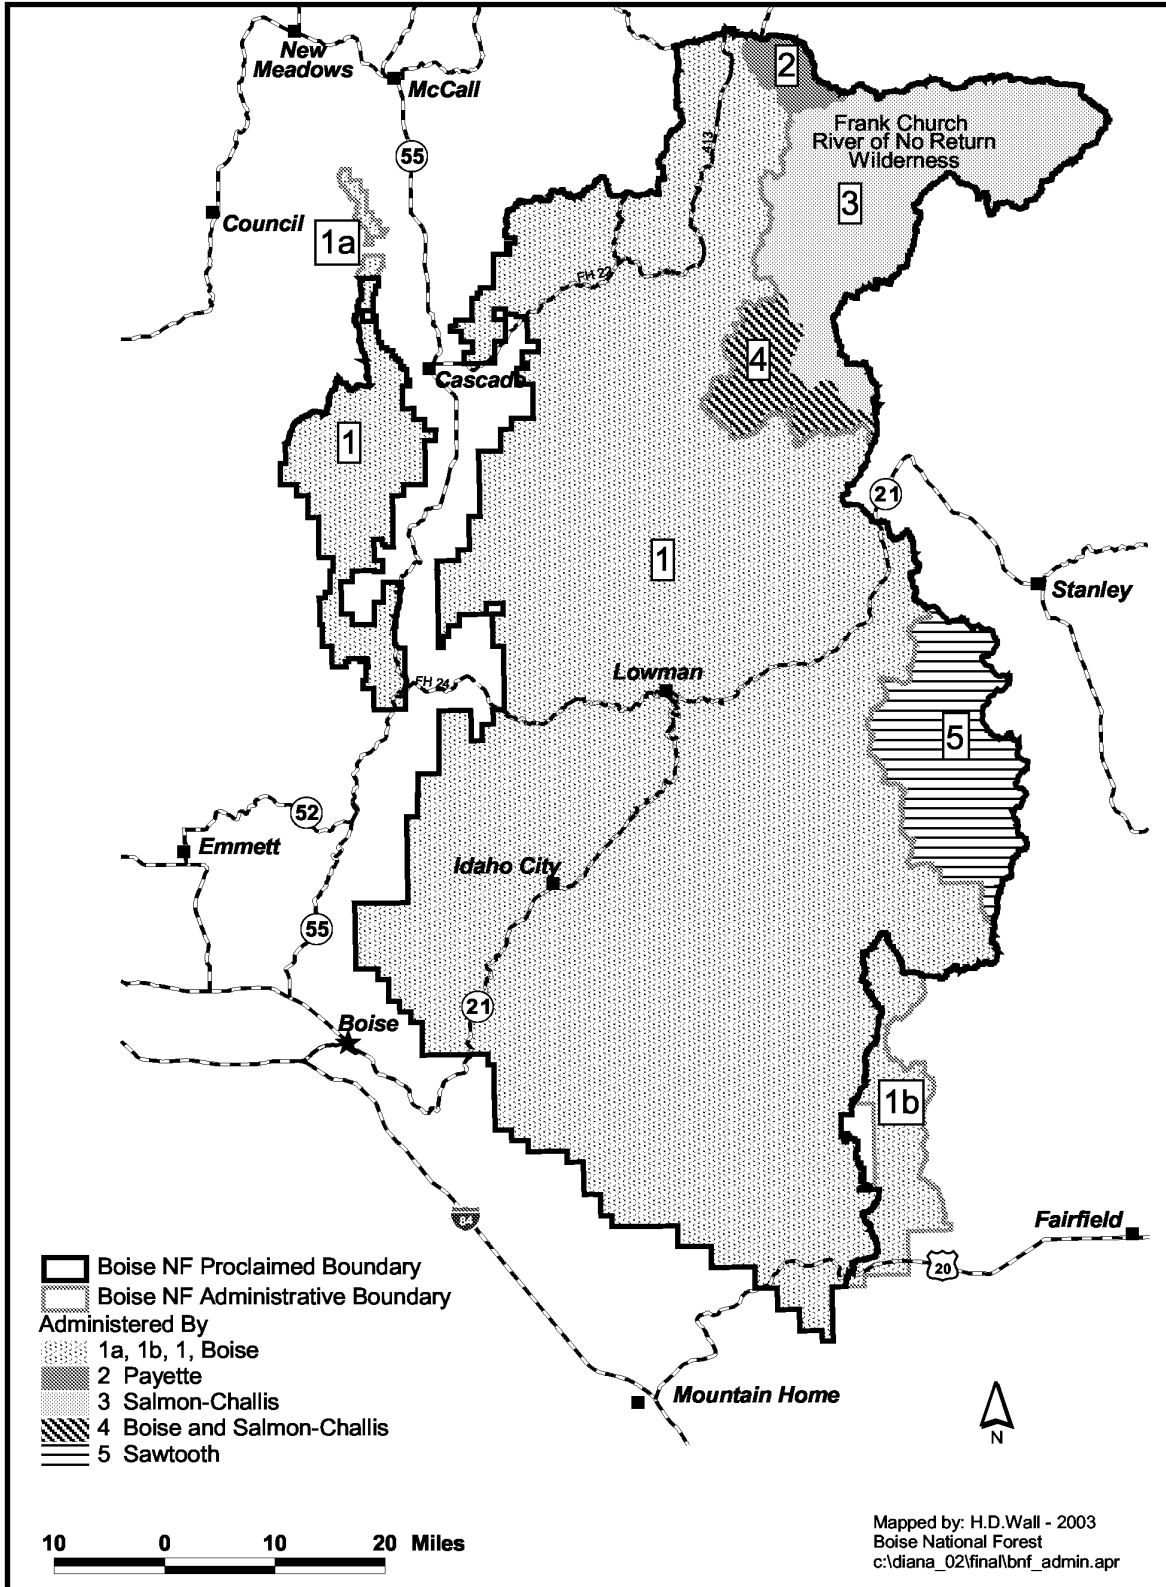 New
Meadows
McCall
2
55
413
Frank Church
River of No Return
Wilderness
3
Council
1a
FH 22
4
Cascade
1
21
1
Stanley
Lowman
FH 24
5
52
Emmett
Idaho City
55
21
Boise
1b
84
Fairfield
20
Boise NF Proclaimed Boundary
Boise NF Administrative Boundary
Administered By
1a, 1b, 1, Boise
2 Payette
3 Salmon-Challis
4 Boise and Salmon-Challis
5 Sawtooth
Mountain Home
N
10 0 10 20 Miles
Mapped by: H.D.Wall - 2003
Boise National Forest
c:\diana_02\final\bnf_admin.apr